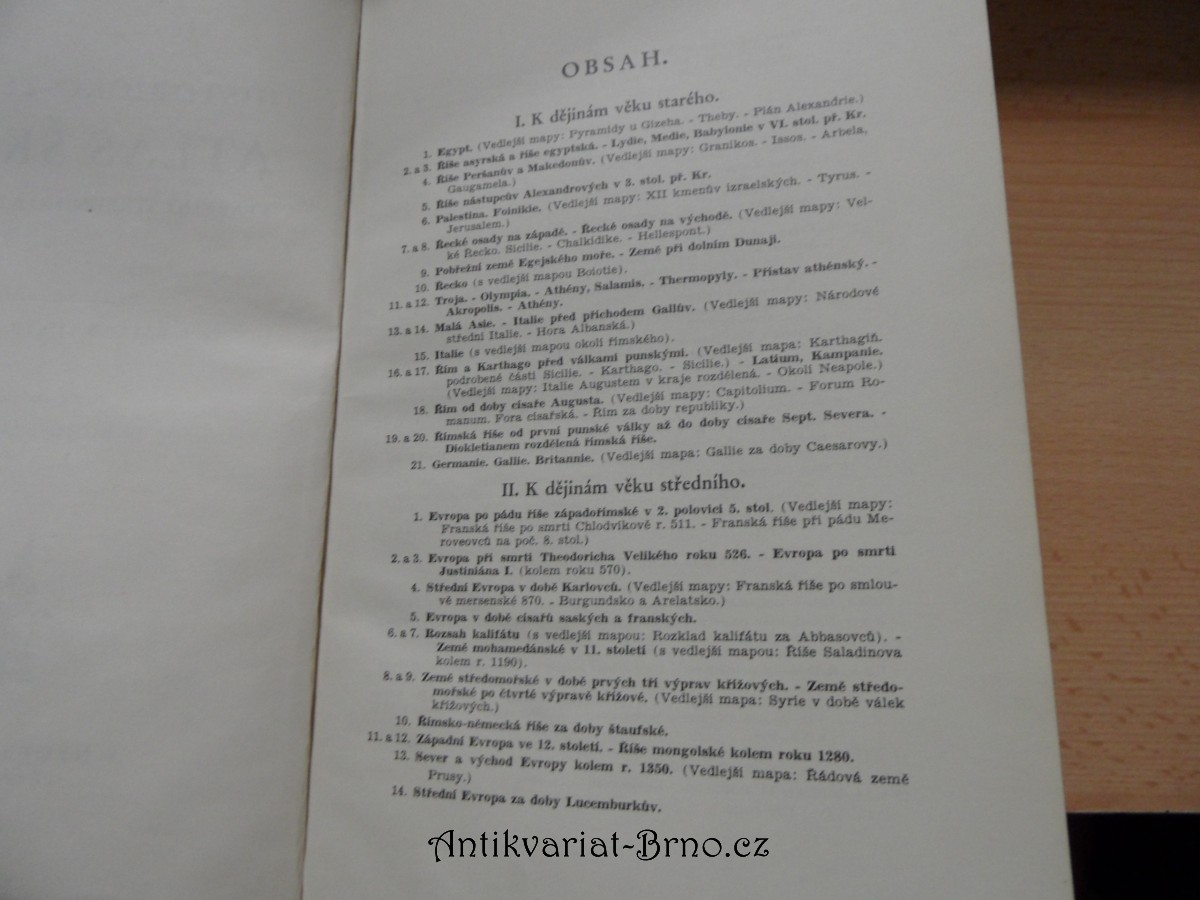 OBSAH.
I. K dějinám věku starého.
1. Egypt. (Vedlejší mapy: Pyramidy u Gizeha. - Theby. - Plán Alexandrie.)
2. a 3. Říše asyrská a říše egyptská. - Lydie, Medie, Babylonie v VI. stol. př. Kr.
4. Říše Peršanův a Makedonův. (Vedlejší mapy: Granikos. - Issos. - Arbela,
Gaugamela.)
5. Říše nástupcův Alexandrových v 3. stol. př. Kr.
6. Palestina. Foinikie. (Vedlejší mapy: XII kmenův izraelských. - Tyrus. -
Jerusalem.)
7. a 8. Řecké osady na západě. - Řecké osady na východě. (Vedlejší mapy: Vel-
ké Řecko. Sicilie. - Chalkidike. - Hellespont.)
9. Pobřežní země Egejského moře. - Země při dolním Dunaji.
10. Řecko (s vedlejší mapou Boiotie).
11. a 12. Troja. - Olympia. - Athény, Salamis. - Thermopyly. - Přístav athénský. -
Akropolis. - Athény.
13. a 14. Malá Asie. - Italie před příchodem Gallův. (Vedlejší mapy: Národové
střední Italie. - Hora Albanská.)
15. Italie (s vedlejší mapou okolí římského).
16. a 17. Řím a Karthago před válkami punskými. (Vedlejší mapa: Karthagiň.
podrobené části Sicilie. - Karthago. - Sicilie.) - Latium, Kampanie.
(Vedlejší mapy: Italie Augustem v kraje rozdělená. - Okolí Neapole.)
18. Řím od doby císaře Augusta. (Vedlejší mapy: Capitolium. - Forum Ro-
manum. Fora císařská. - Řím za doby republiky.)
19. a 20. Římská říše od první punské války až do doby císaře Sept. Severa. -
Diokletianem rozdělená římská říše.
21. Germanie. Gallie. Britannie. (Vedlejší mapa: Gallie za doby Caesarovy.)
II. K dějinám věku středního.
1. Evropa po pádu říše západořímské v 2. polovici 5. stol. (Vedlejší mapy:
Franská říše po smrti Chlodvíkově r. 511. - Franská říše při pádu Me-
roveovců na poč. 8. stol.)
2. a 3. Evropa při smrti Theodoricha Velikého roku 526. - Evropa po smrti
Justiniána I. (kolem roku 570).
4. Střední Evropa v době Karlovců. (Vedlejší mapy: Franská říše po smlou-
vě mersenské 870. - Burgundsko a Arelatsko.)
5. Evropa v době císařů saských a franských.
6. a 7. Rozsah kalifátu (s vedlejší mapou: Rozklad kalifátu za Abbasovců). -
Země mohamedánské v 11. století (s vedlejší mapou: Říše Saladinova
kolem r. 1190).
8. a 9. Země středomořské v době prvých tří výprav křížových. - Země středo-
mořské po čtvrté výpravě křížové. (Vedlejší mapa: Syrie v době válek
křížových.)
10. Římsko-německá říše za doby štaufské.
11. a 12. Západní Evropa ve 12. století. - Říše mongolské kolem roku 1280.
13. Sever a východ Evropy kolem r. 1350. (Vedlejší mapa: Řádová země
Prusy.)
14. Střední Evropa za doby Lucemburkův.
Antikvariat-Brno.cz